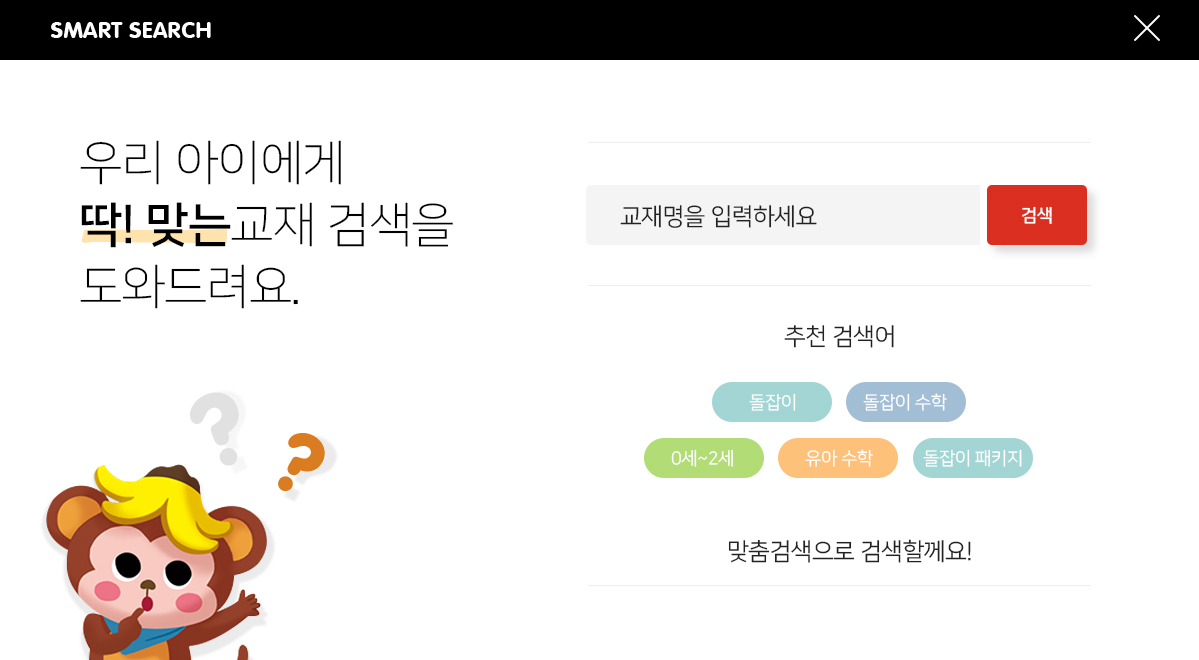 SMART SEARCH
우리 아이에게
딱! 맞는교재 검색을
도와드려요.
교재명을 입력하세요
검색
추천 검색어
돌잡이
돌잡이 수학
0세~2세
유아 수학
돌잡이 패키지
맞춤검색으로 검색할께요!